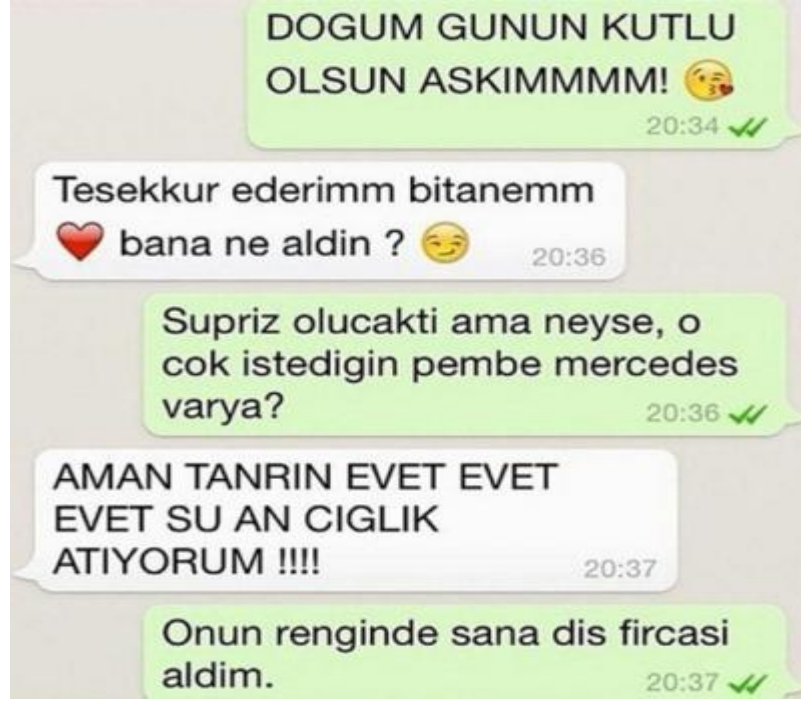 DOGUM GUNUN KUTLU
OLSUN ASKIMMMM! 😘
20:34
Tesekkur ederimm bitanemm
❤️ bana ne aldin ? 😏
20:36
Supriz olucakti ama neyse, o
cok istedigin pembe mercedes
varya?
20:36
AMAN TANRIN EVET EVET
EVET SU AN CIGLIK
ATIYORUM !!!!
20:37
Onun renginde sana dis fircasi
aldim.
20:37